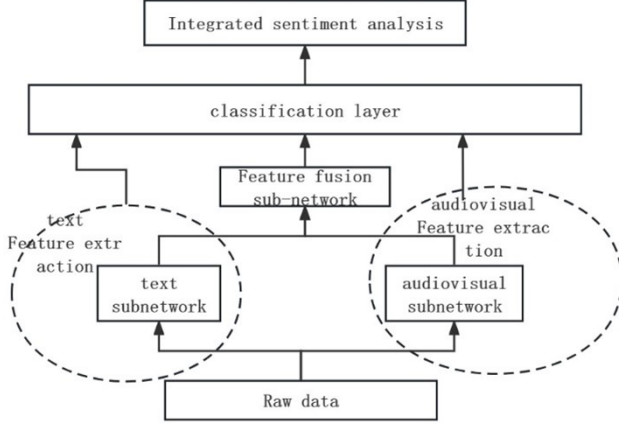 Integrated sentiment analysis
classification layer
Feature fusion
sub-network
text
Feature extr
action
audiovisual
Feature extrac
tion
text
subnetwork
audiovisual
subnetwork
Raw data